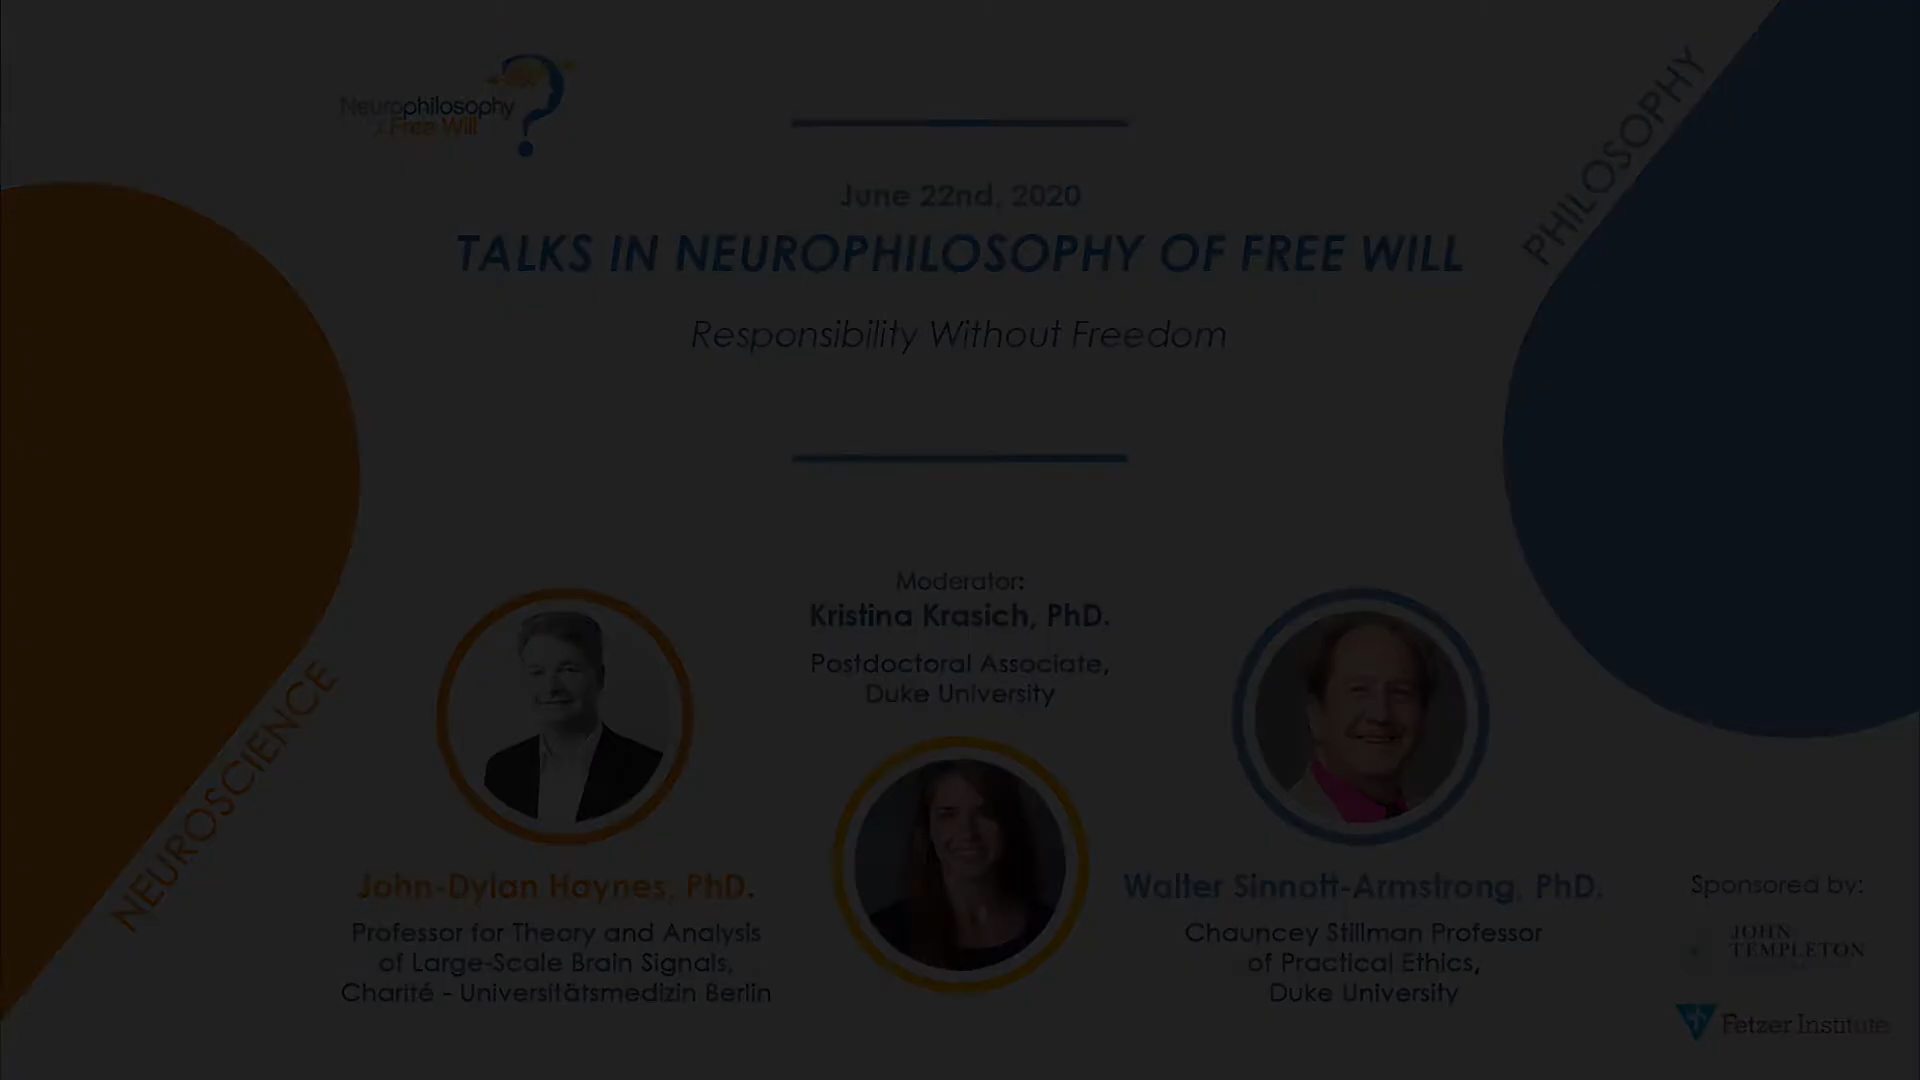 Neurophilosophy
Free Will
June 22nd, 2020
TALKS IN NEUROPHILOSOPHY OF FREE WILL
Responsibility Without Freedom
PHILOSOPHY
NEUROSCIENCE
Moderator:
Kristina Krasich, PhD.
Postdoctoral Associate,
Duke University
John-Dylan Haynes, PhD.
Professor for Theory and Analysis
of Large-Scale Brain Signals,
Charité - Universitätsmedizin Berlin
Walter Sinnott-Armstrong, PhD.
Chauncey Stillman Professor
of Practical Ethics,
Duke University
Sponsored by:
JOHN
TEMPLETON
Fetzer Institute